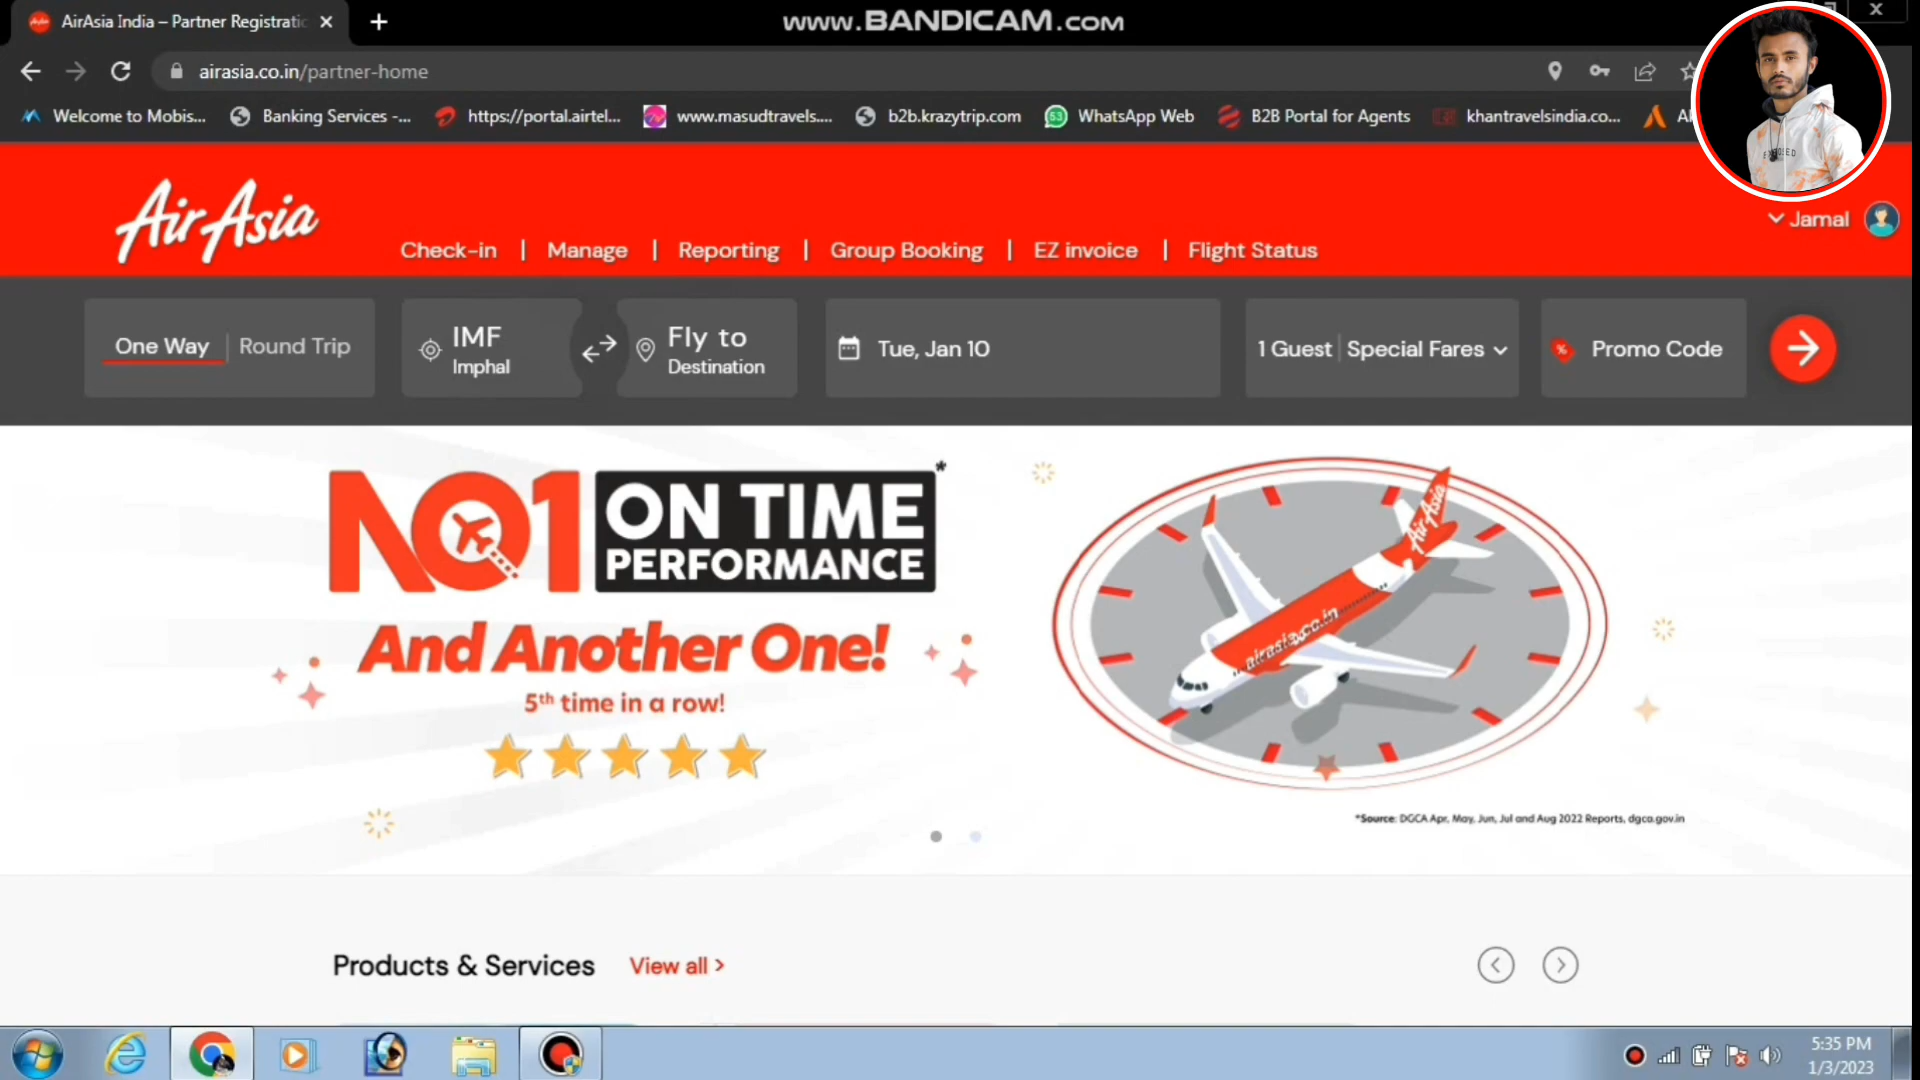 AirAsia India – Partner Registratic
www.BANDICAM.com
airasia.co.in/partner-home
Welcome to Mobis...
Banking Services -...
https://portal.airtel...
www.masudtravels....
b2b.krazytrip.com
53
WhatsApp Web
B2B Portal for Agents
khantravelsindia.co...
EXPOSED
AirAsia
Check-in | Manage | Reporting | Group Booking | EZ invoice | Flight Status
Jamal
One Way
Round Trip
IMF
Imphal
Fly to
Destination
Tue, Jan 10
1 Guest
Special Fares
%
Promo Code
NO1 ON TIME PERFORMANCE*
And Another One!
5th time in a row!
AirAsia
airasia.co.in
*Source: DGCA Apr, May, Jun, Jul and Aug 2022 Reports, dgca.gov.in
Products & Services
View all >
5:35 PM
1/3/2023